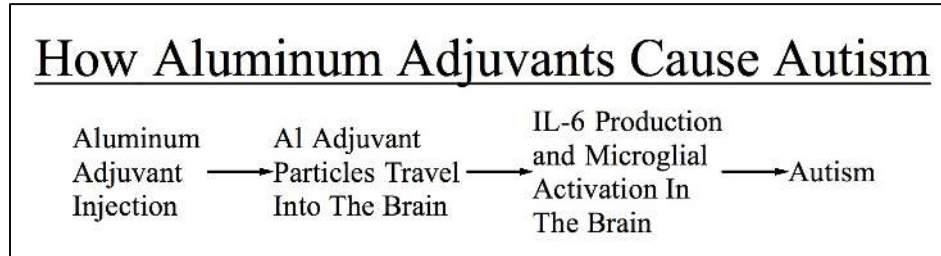 How Aluminum Adjuvants Cause Autism
Aluminum
Adjuvant
Injection
Al Adjuvant
Particles Travel
Into The Brain
IL-6 Production
and Microglial
Activation In
The Brain
Autism